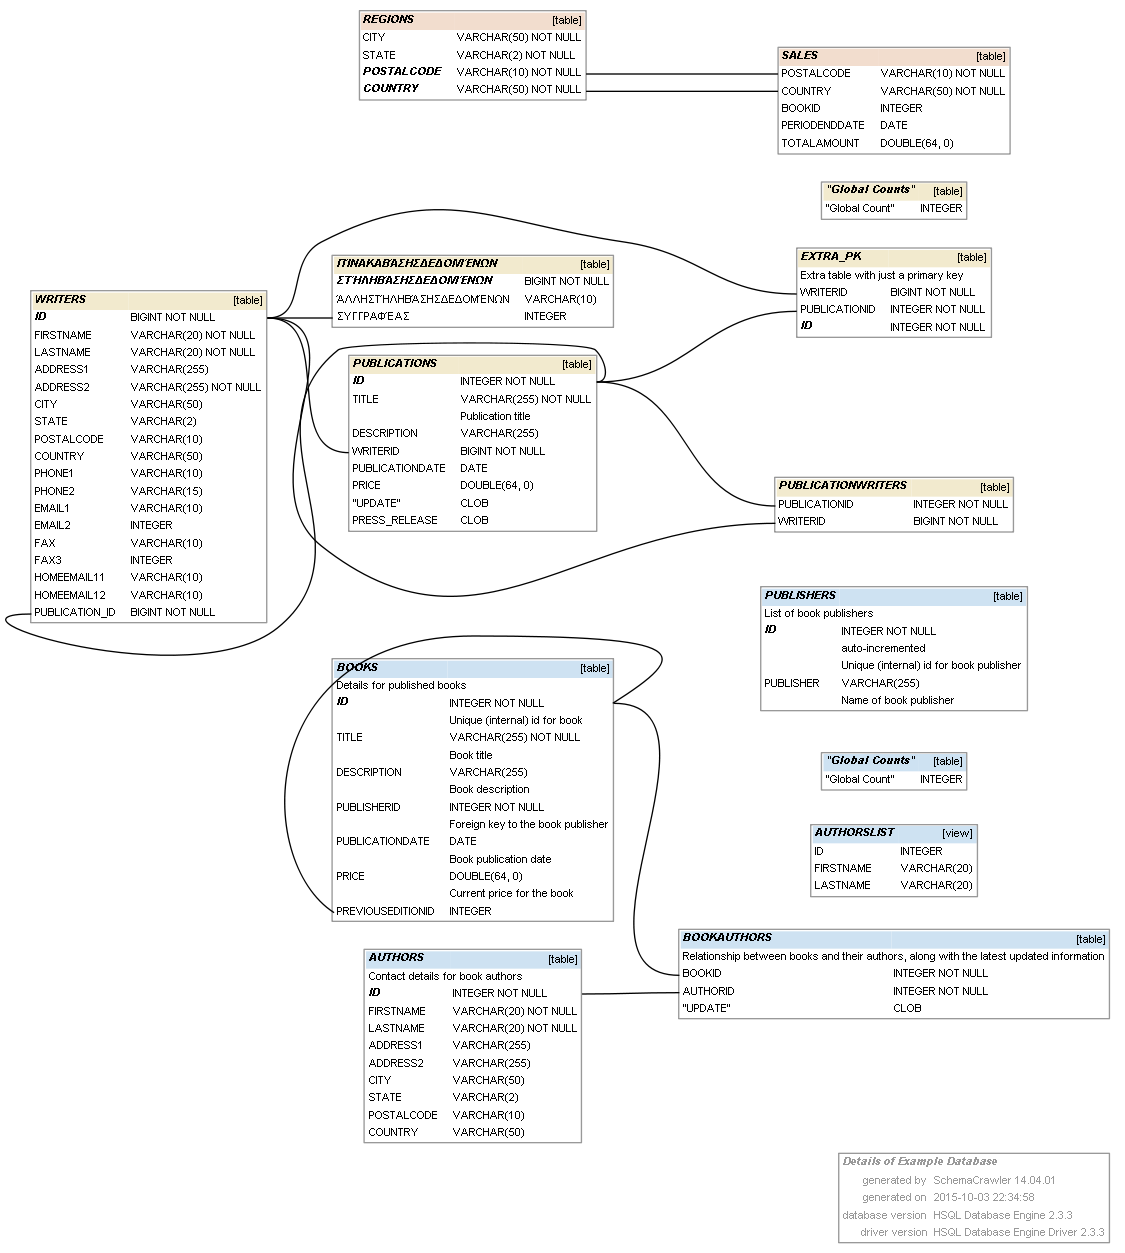 REGIONS [table]
CITY VARCHAR(50) NOT NULL
STATE VARCHAR(2) NOT NULL
POSTALCODE VARCHAR(10) NOT NULL
COUNTRY VARCHAR(50) NOT NULL
SALES [table]
POSTALCODE VARCHAR(10) NOT NULL
COUNTRY VARCHAR(50) NOT NULL
BOOKID INTEGER
PERIODENDDATE DATE
TOTALAMOUNT DOUBLE(64, 0)
"Global Counts" [table]
"Global Count" INTEGER
ΠΊΝΑΚΑΒΆΣΗΣΔΕΔΟΜΈΝΩΝ [table]
ΣΤΉΛΗΒΆΣΗΣΔΕΔΟΜΈΝΩΝ BIGINT NOT NULL
ΆΛΛΗΣΤΉΛΗΒΆΣΗΣΔΕΔΟΜΈΝΩΝ VARCHAR(10)
ΣΥΓΓΡΑΦΈΑΣ INTEGER
EXTRA_PK [table]
Extra table with just a primary key
WRITERID BIGINT NOT NULL
PUBLICATIONID INTEGER NOT NULL
ID INTEGER NOT NULL
WRITERS [table]
ID BIGINT NOT NULL
FIRSTNAME VARCHAR(20) NOT NULL
LASTNAME VARCHAR(20) NOT NULL
ADDRESS1 VARCHAR(255)
ADDRESS2 VARCHAR(255) NOT NULL
CITY VARCHAR(50)
STATE VARCHAR(2)
POSTALCODE VARCHAR(10)
COUNTRY VARCHAR(50)
PHONE1 VARCHAR(10)
PHONE2 VARCHAR(15)
EMAIL1 VARCHAR(10)
EMAIL2 INTEGER
FAX VARCHAR(10)
FAX3 INTEGER
HOMEEMAIL11 VARCHAR(10)
HOMEEMAIL12 VARCHAR(10)
PUBLICATION_ID BIGINT NOT NULL
PUBLICATIONS [table]
ID INTEGER NOT NULL
TITLE VARCHAR(255) NOT NULL
Publication title
DESCRIPTION VARCHAR(255)
WRITERID BIGINT NOT NULL
PUBLICATIONDATE DATE
PRICE DOUBLE(64, 0)
"UPDATE" CLOB
PRESS_RELEASE CLOB
PUBLICATIONWRITERS [table]
PUBLICATIONID INTEGER NOT NULL
WRITERID BIGINT NOT NULL
PUBLISHERS [table]
List of book publishers
ID INTEGER NOT NULL
auto-incremented
Unique (internal) id for book publisher
PUBLISHER VARCHAR(255)
Name of book publisher
BOOKS [table]
Details for published books
ID INTEGER NOT NULL
Unique (internal) id for book
TITLE VARCHAR(255) NOT NULL
Book title
DESCRIPTION VARCHAR(255)
Book description
PUBLISHERID INTEGER NOT NULL
Foreign key to the book publisher
PUBLICATIONDATE DATE
Book publication date
PRICE DOUBLE(64, 0)
Current price for the book
PREVIOUSEDITIONID INTEGER
"Global Counts" [table]
"Global Count" INTEGER
AUTHORSLIST [view]
ID INTEGER
FIRSTNAME VARCHAR(20)
LASTNAME VARCHAR(20)
BOOKAUTHORS [table]
Relationship between books and their authors, along with the latest updated information
BOOKID INTEGER NOT NULL
AUTHORID INTEGER NOT NULL
"UPDATE" CLOB
AUTHORS [table]
Contact details for book authors
ID INTEGER NOT NULL
FIRSTNAME VARCHAR(20) NOT NULL
LASTNAME VARCHAR(20) NOT NULL
ADDRESS1 VARCHAR(255)
ADDRESS2 VARCHAR(255)
CITY VARCHAR(50)
STATE VARCHAR(2)
POSTALCODE VARCHAR(10)
COUNTRY VARCHAR(50)
Details of Example Database
generated by SchemaCrawler 14.04.01
generated on 2015-10-03 22:34:58
database version HSQL Database Engine 2.3.3
driver version HSQL Database Engine Driver 2.3.3